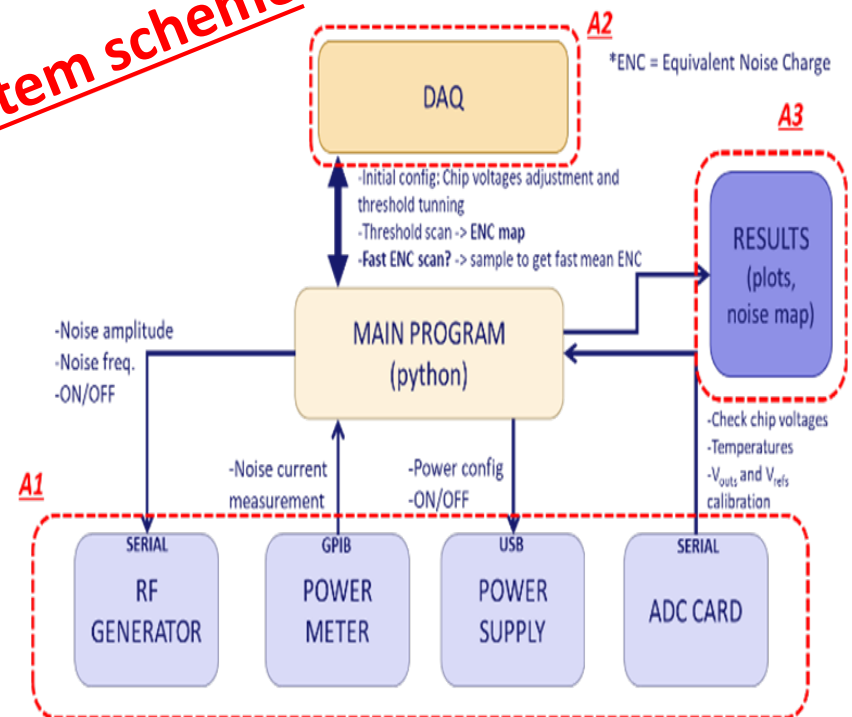 tem scheme
A2
*ENC = Equivalent Noise Charge
DAQ
A3
-Initial config: Chip voltages adjustment and
threshold tunning
-Threshold scan -> ENC map
-Fast ENC scan? -> sample to get fast mean ENC
RESULTS
(plots,
noise map)
MAIN PROGRAM
(python)
-Noise amplitude
-Noise freq.
-ON/OFF
-Noise current
measurement
-Power config
-ON/OFF
-Check chip voltages
-Temperatures
-Vouts and Vrefs
calibration
A1
SERIAL
RF
GENERATOR
GPIB
POWER
METER
USB
POWER
SUPPLY
SERIAL
ADC CARD